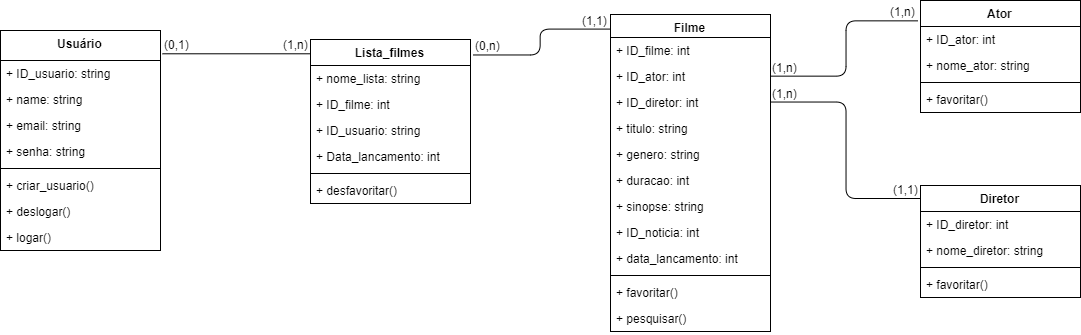 Usuário
+ ID_usuario: string
+ name: string
+ email: string
+ senha: string
+ criar_usuario()
+ deslogar()
+ logar()
(0,1)
(1,n)
Lista_filmes
+ nome_lista: string
+ ID_filme: int
+ ID_usuario: string
+ Data_lancamento: int
+ desfavoritar()
(0,n)
(1,1)
Filme
+ ID_filme: int
+ ID_ator: int
+ ID_diretor: int
+ titulo: string
+ genero: string
+ duracao: int
+ sinopse: string
+ ID_noticia: int
+ data_lancamento: int
+ favoritar()
+ pesquisar()
(1,n)
(1,n)
(1,n)
Ator
+ ID_ator: int
+ nome_ator: string
+ favoritar()
(1,1)
Diretor
+ ID_diretor: int
+ nome_diretor: string
+ favoritar()